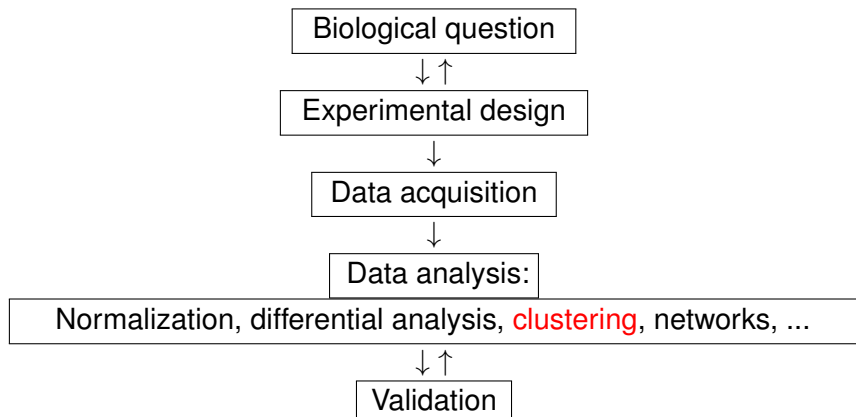 Biological question
↓↑
Experimental design
↓
Data acquisition
↓
Data analysis:
Normalization, differential analysis, clustering, networks, ...
↓↑
Validation